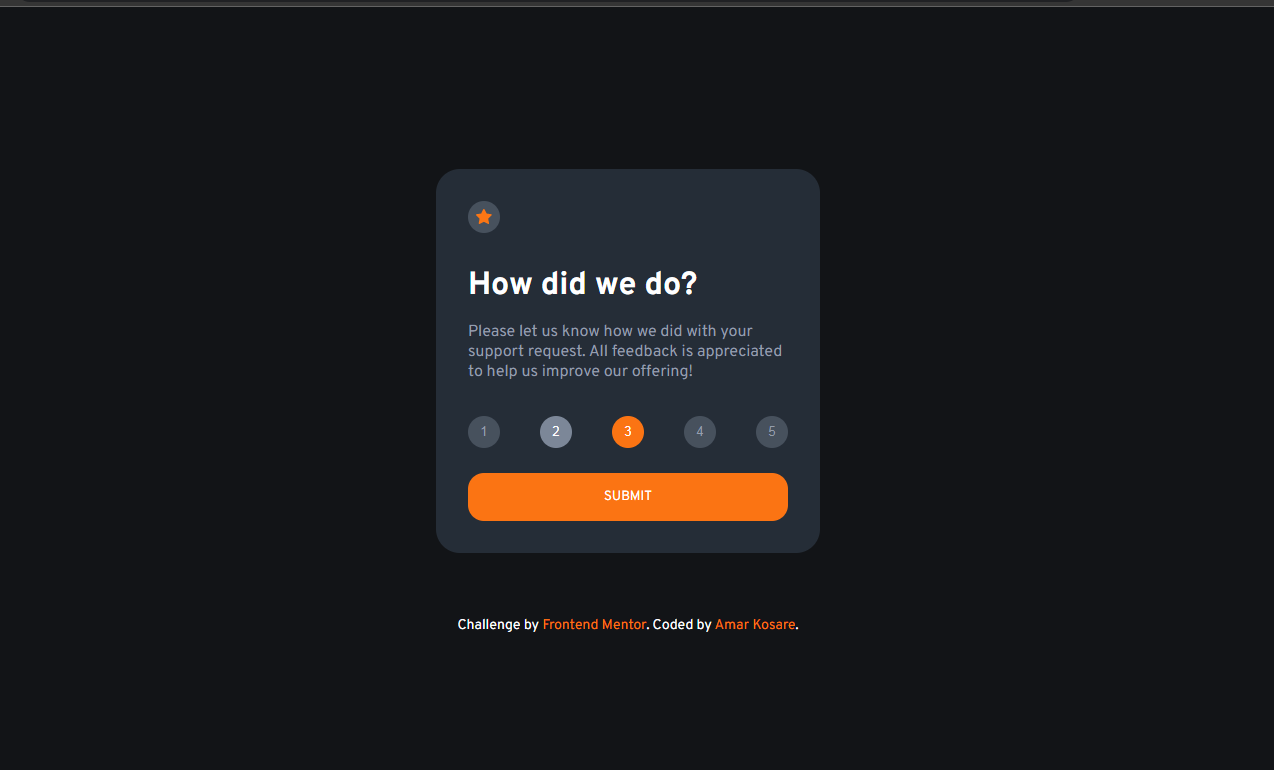 How did we do?
Please let us know how we did with your
support request. All feedback is appreciated
to help us improve our offering!
1 2 3 4 5
SUBMIT
Challenge by Frontend Mentor. Coded by Amar Kosare.